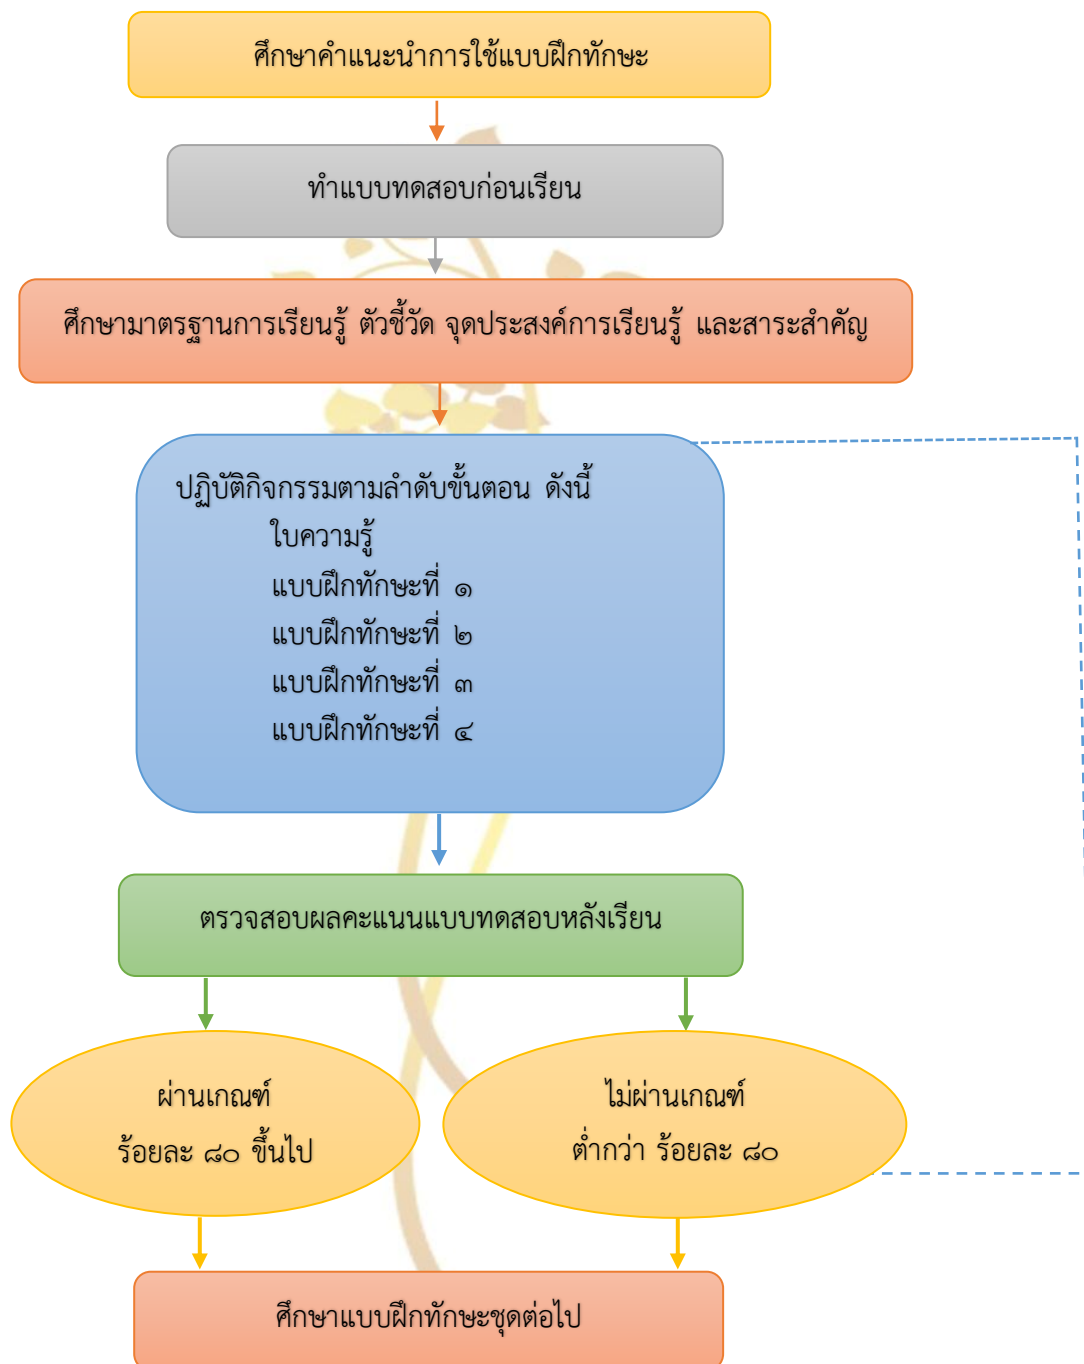 ศึกษาคำแนะนำการใช้แบบฝึกทักษะ
ทำแบบทดสอบก่อนเรียน
ศึกษามาตรฐานการเรียนรู้ ตัวชี้วัด จุดประสงค์การเรียนรู้ และสาระสำคัญ
ปฏิบัติกิจกรรมตามลำดับขั้นตอน ดังนี้
ใบความรู้
แบบฝึกทักษะที่ ๑
แบบฝึกทักษะที่ ๒
แบบฝึกทักษะที่ ๓
แบบฝึกทักษะที่ ๔
ตรวจสอบผลคะแนนแบบทดสอบหลังเรียน
ผ่านเกณฑ์
ร้อยละ ๘๐ ขึ้นไป
ไม่ผ่านเกณฑ์
ต่ำกว่า ร้อยละ ๘๐
ศึกษาแบบฝึกทักษะชุดต่อไป